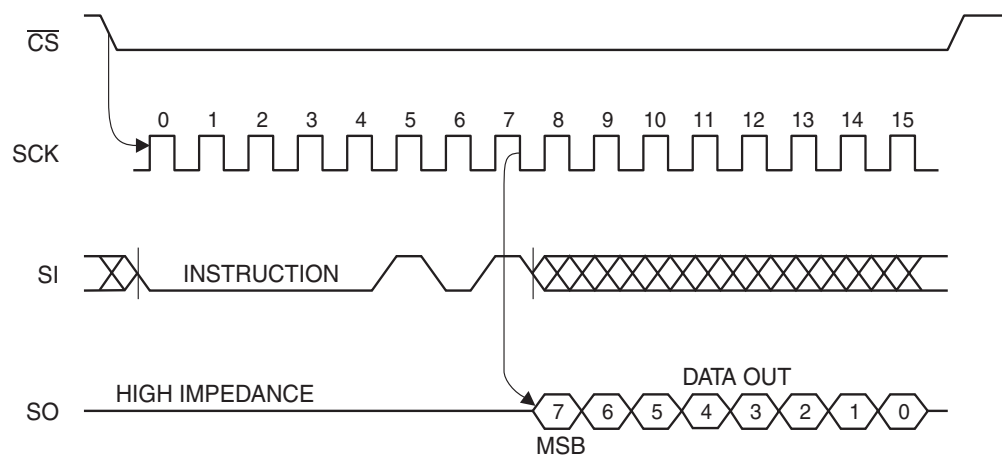 CS
0 1 2 3 4 5 6 7 8 9 10 11 12 13 14 15
SCK
SI
INSTRUCTION
HIGH IMPEDANCE
DATA OUT
SO
7 6 5 4 3 2 1 0
MSB